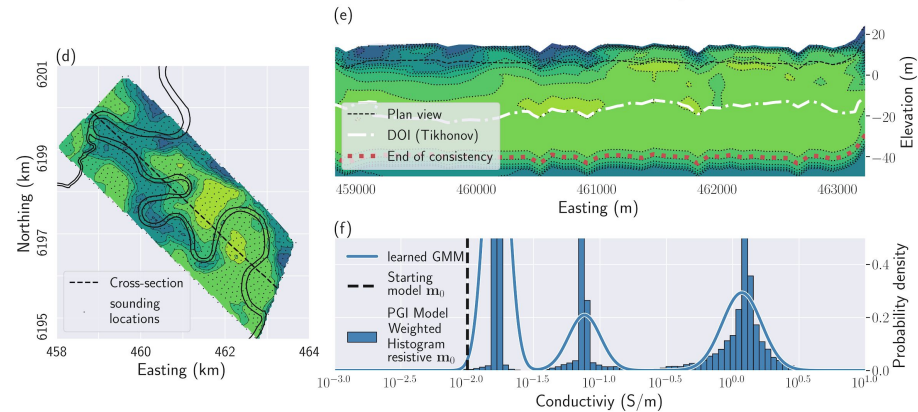 (d)
6201
6199
6197
6195
Northing (km)
Cross-section
sounding
locations
458
460
462
464
Easting (km)
(e)
20
0
−20
−40
Elevation (m)
Plan view
DOI (Tikhonov)
End of consistency
459000
460000
461000
462000
463000
Easting (m)
(f)
learned GMM
Starting
model m₀
PGI Model
Weighted
Histogram
resistive m₀
0.4
0.2
0.0
Probability density
10⁻³·⁰
10⁻²·⁵
10⁻²·⁰
10⁻¹·⁵
10⁻¹·⁰
10⁻⁰·⁵
10⁰·⁰
10⁰·⁵
10¹·⁰
Conductiviy (S/m)